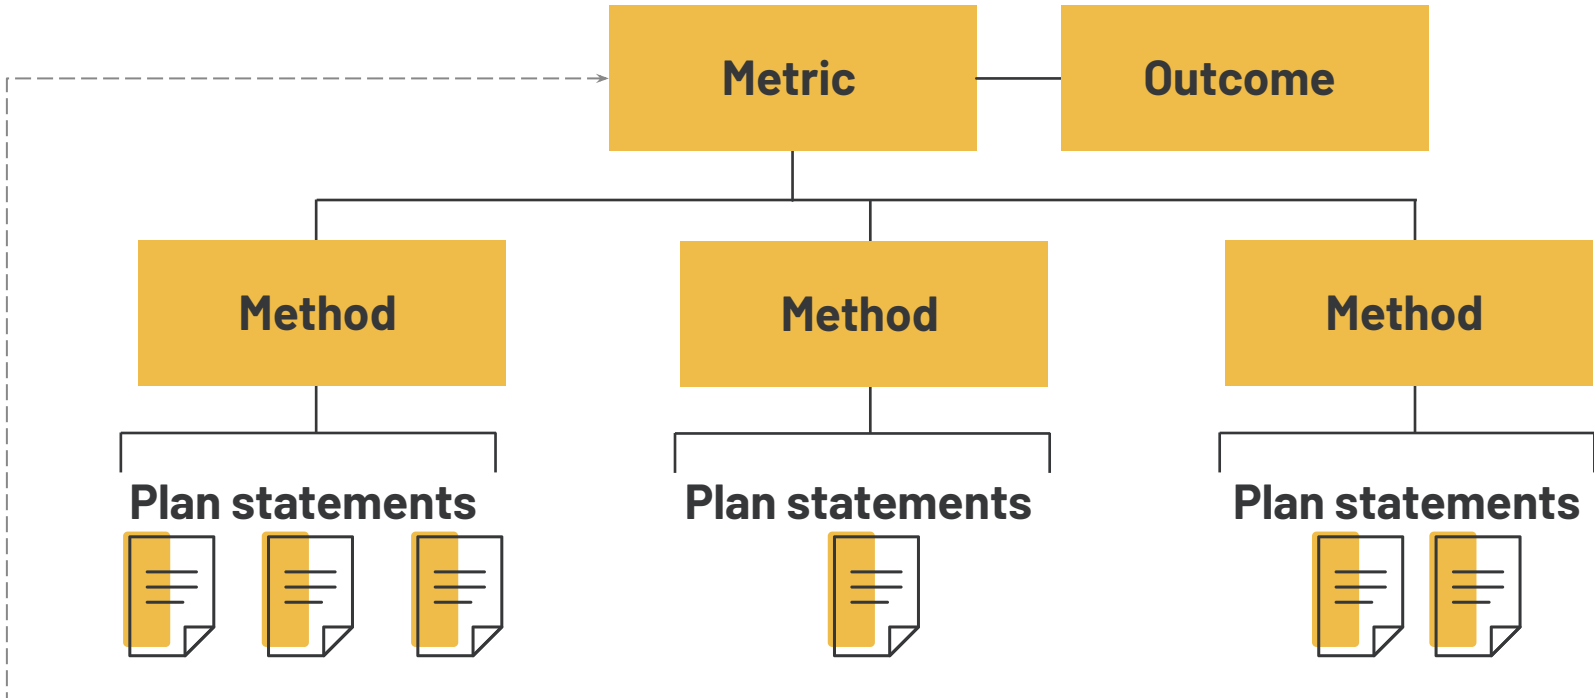 Metric
Outcome
Method
Method
Method
Plan statements
Plan statements
Plan statements